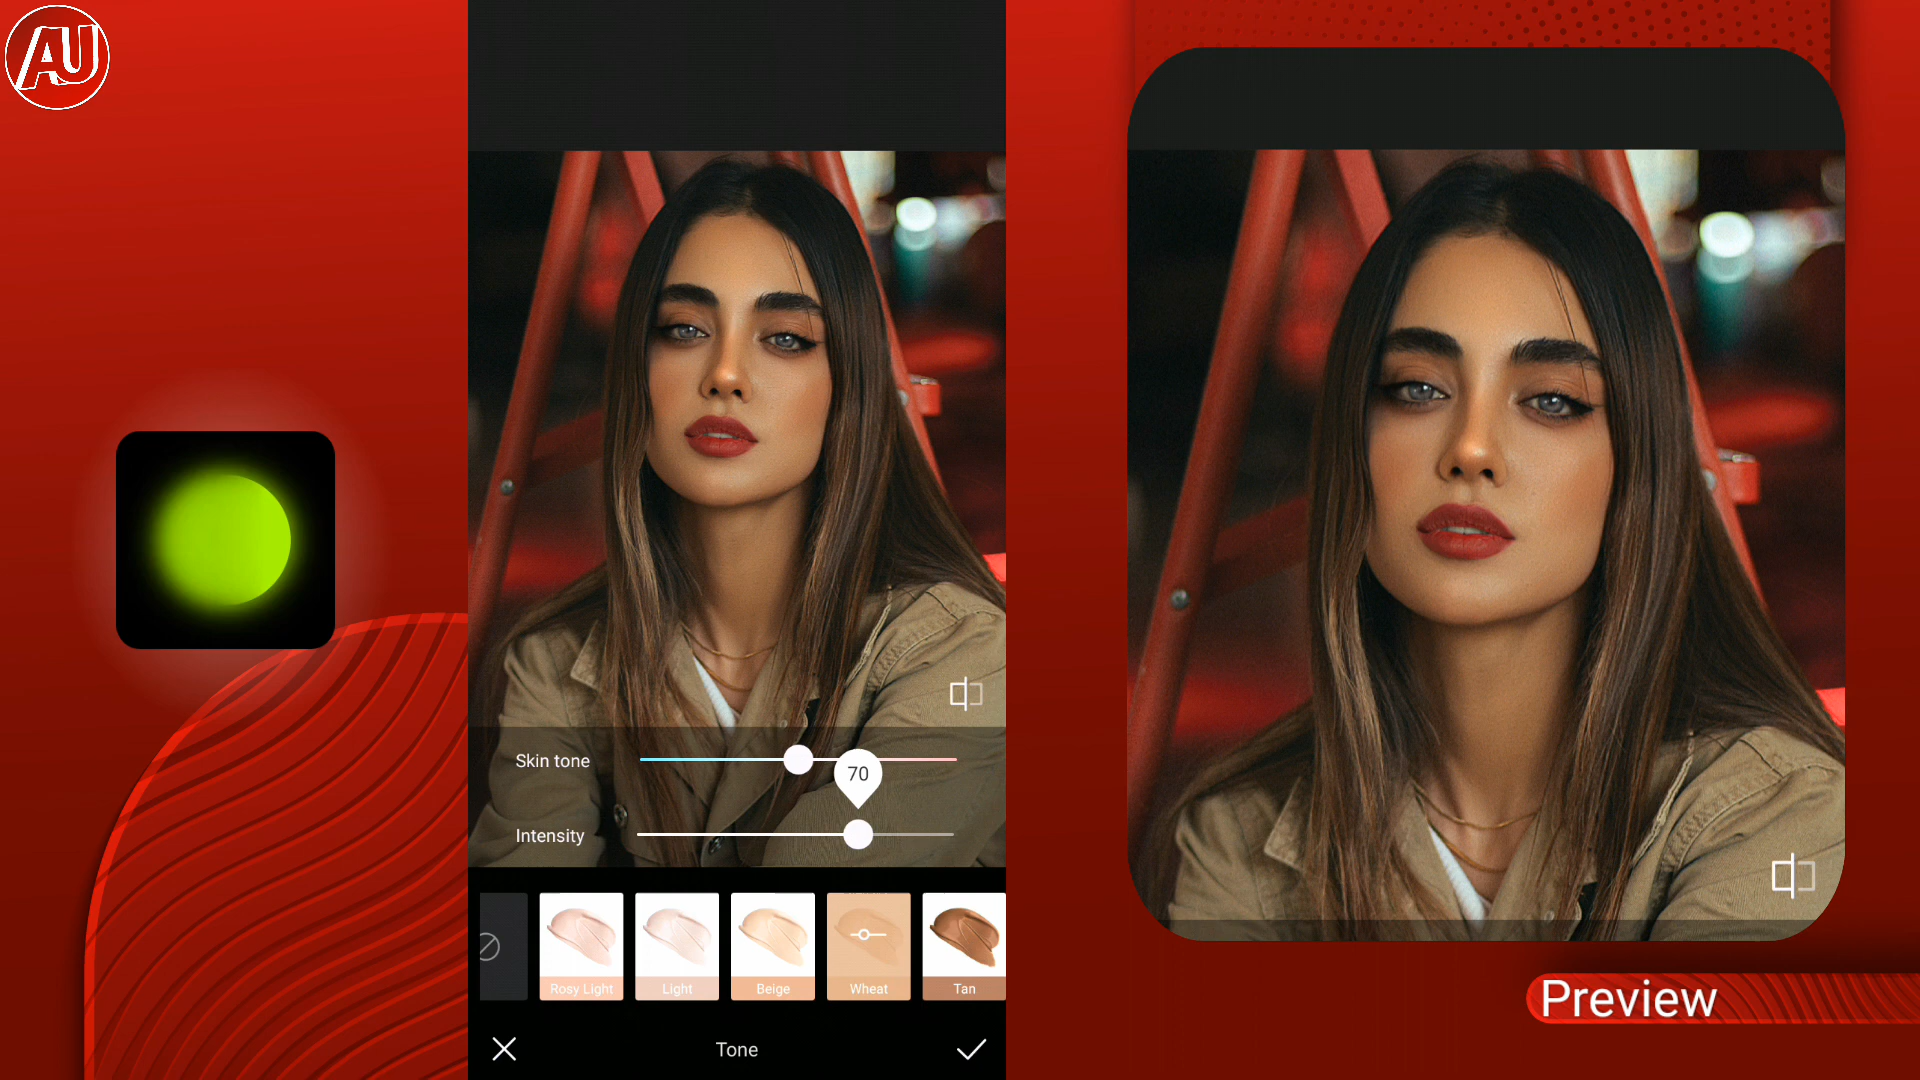 AU
Skin tone
70
Intensity
Rosy Light
Light
Beige
Wheat
Tan
Tone
Preview